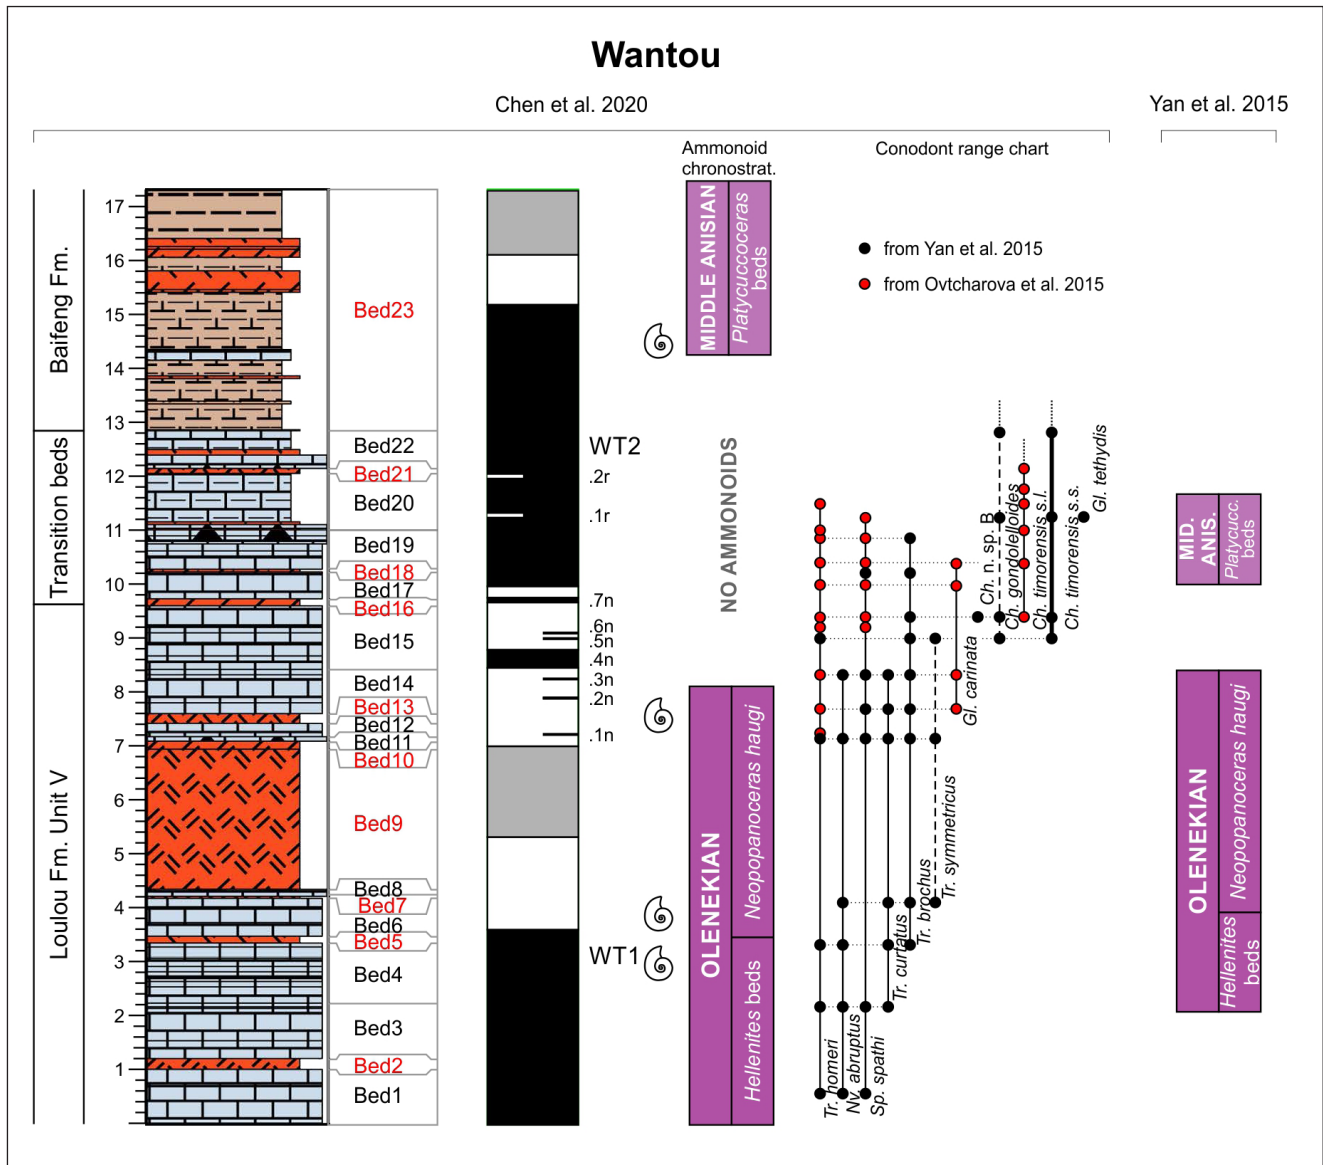 Wantou
Chen et al. 2020
Yan et al. 2015
Ammonoid
chronostrat.
Conodont range chart
from Yan et al. 2015
from Ovtcharova et al. 2015
Baifeng Fm.
Transition beds
Loulou Fm. Unit V
17
16
15
14
13
12
11
10
9
8
7
6
5
4
3
2
1
Bed23
Bed22
Bed21
Bed20
Bed19
Bed18
Bed17
Bed16
Bed15
Bed14
Bed13
Bed12
Bed11
Bed10
Bed9
Bed8
Bed7
Bed6
Bed5
Bed4
Bed3
Bed2
Bed1
WT2
.2r
.1r
.7n
.6n
.5n
.4n
.3n
.2n
.1n
WT1
MIDDLE ANISIAN
Platycuccoceras
beds
NO AMMONOIDS
OLENEKIAN
Neopopanoceras haugi
Hellenites beds
Tr. homeri
Nv. abruptus
Sp. spathi
Tr. curtatus
Tr. brochus
Tr. symmetricus
Gl. carinata
Ch. n. sp. B
Ch. gondolelloides
Ch. timorensis s.l.
Ch. timorensis s.s.
Gl. tethydis
MID.
ANIS.
Platycucc.
beds
OLENEKIAN
Neopopanoceras haugi
Hellenites
beds